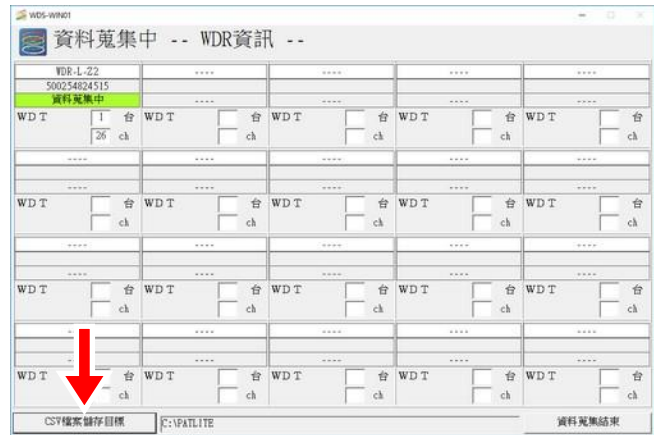 WDS-WIN01
資料蒐集中 -- WDR資訊 --
WDR-L-Z2 ---- ---- ---- ----
500254824515
資料蒐集中 ---- ---- ---- ----
WDT 1 台 WDT 台 WDT 台 WDT 台 WDT 台
26 ch ch ch ch ch
---- ---- ---- ---- ----
---- ---- ---- ---- ----
WDT 台 WDT 台 WDT 台 WDT 台 WDT 台
ch ch ch ch ch
---- ---- ---- ---- ----
---- ---- ---- ---- ----
WDT 台 WDT 台 WDT 台 WDT 台 WDT 台
ch ch ch ch ch
---- ---- ---- ---- ----
---- ---- ---- ---- ----
WDT 台 WDT 台 WDT 台 WDT 台 WDT 台
ch ch ch ch ch
CSV檔案儲存目標 C:\PATLITE 資料蒐集結束